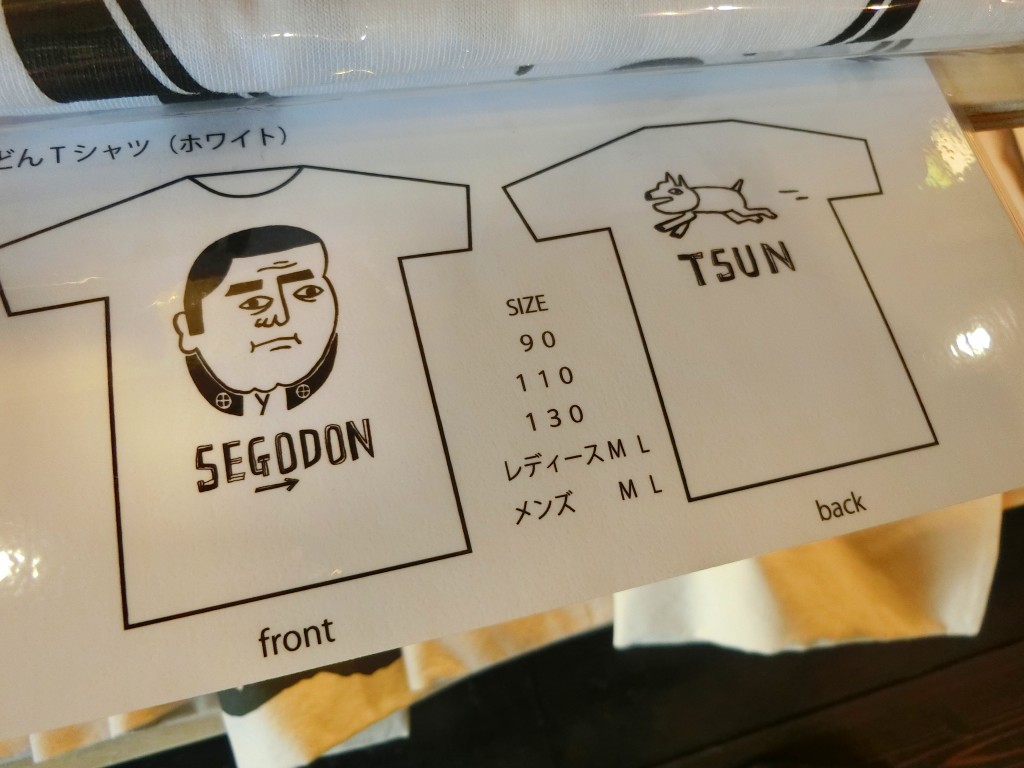 どんTシャツ（ホワイト）
SEGODON
→
front
SIZE
90
110
130
レディースM L
メンズ M L
TSUN
back